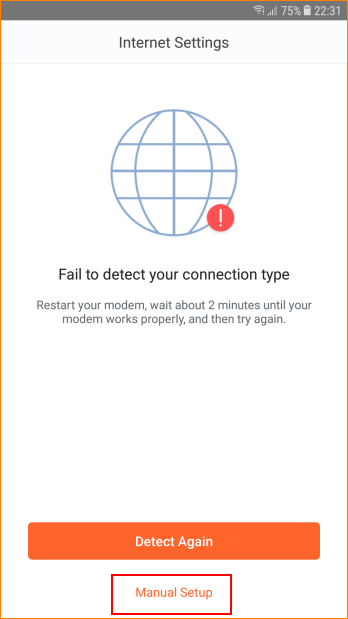 75% 22:31
Internet Settings
!
Fail to detect your connection type
Restart your modem, wait about 2 minutes until your
modem works properly, and then try again.
Detect Again
Manual Setup